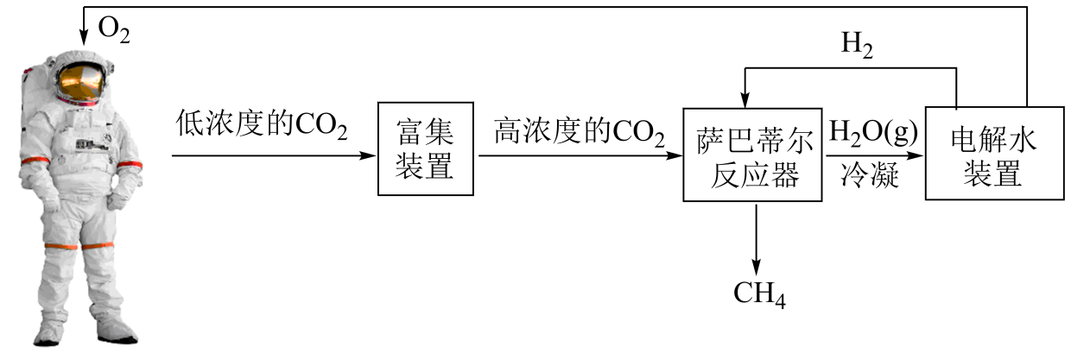 O₂
H₂
低浓度的CO₂
富集
装置
高浓度的CO₂
萨巴蒂尔
反应器
H₂O(g)
冷凝
电解水
装置
CH₄